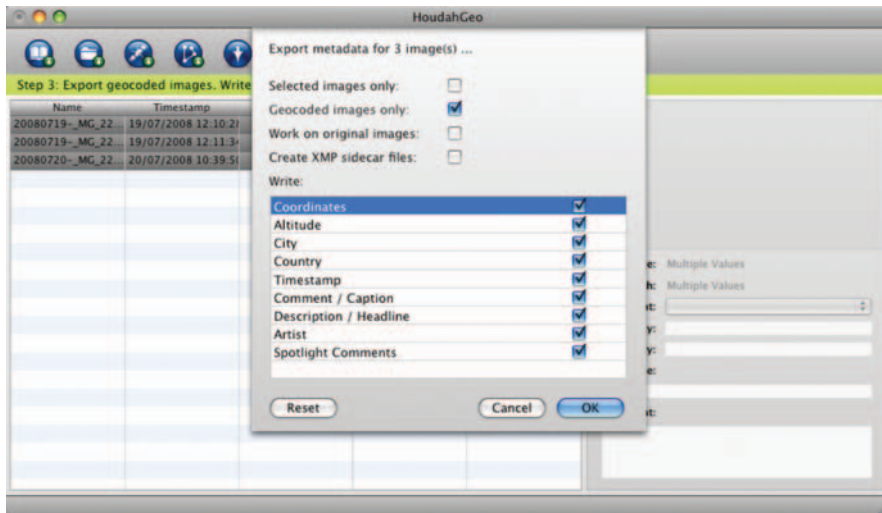 HoudahGeo
Export metadata for 3 image(s) ...
Step 3: Export geocoded images. Write
Selected images only:
Geocoded images only:
Work on original images:
Create XMP sidecar files:
Write:
Name Timestamp
20080719-_MG_22... 19/07/2008 12:10:2
20080719-_MG_22... 19/07/2008 12:11:3
20080720-_MG_22... 20/07/2008 10:39:5
Coordinates
Altitude
City
Country
Timestamp
Comment / Caption
Description / Headline
Artist
Spotlight Comments
e: Multiple Values
h: Multiple Values
nt:
y:
y:
e:
nt:
Reset Cancel OK